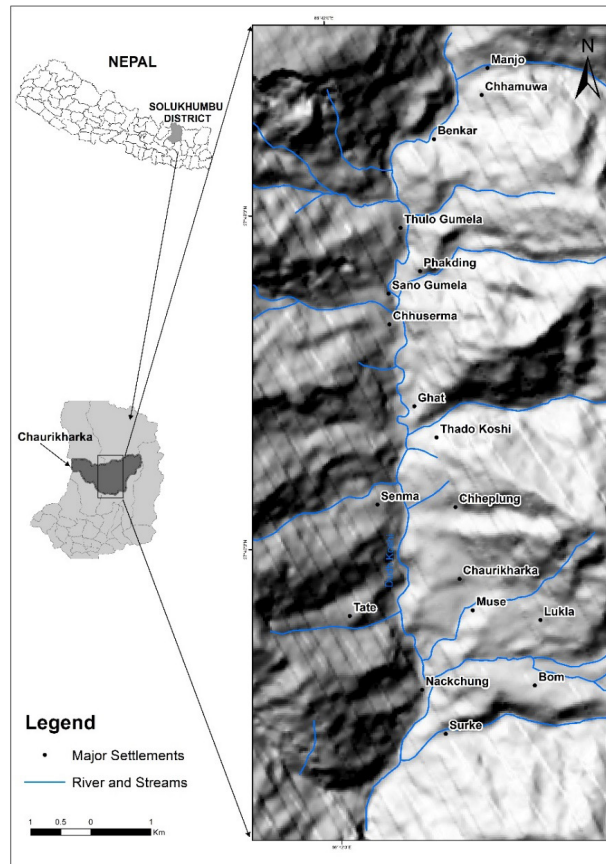 NEPAL
SOLUKHUMBU
DISTRICT
Chaurikharka
N
Manjo
Chhamuwa
Benkar
Thulo Gumela
Phakding
Sano Gumela
Chhuserma
Ghat
Thado Koshi
Senma
Chheplung
Chaurikharka
Muse
Tate
Lukla
Nackchung
Bom
Surke
Legend
Major Settlements
River and Streams
1 0.5 0 1
Km